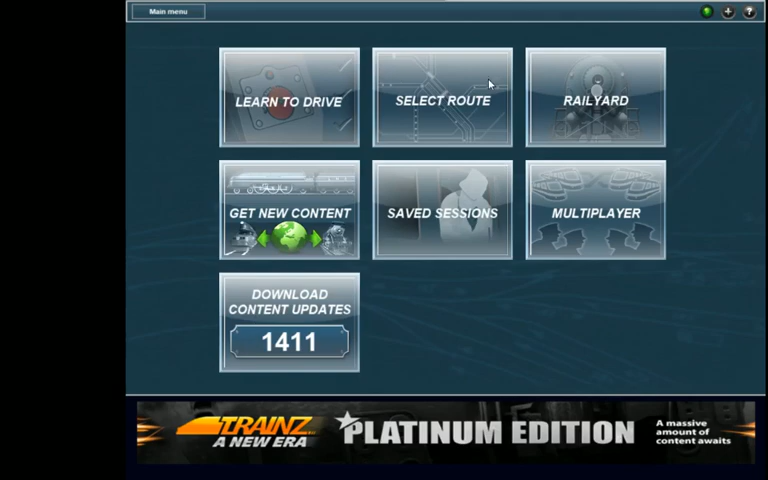 Main menu
LEARN TO DRIVE
SELECT ROUTE
RAILYARD
GET NEW CONTENT
SAVED SESSIONS
MULTIPLAYER
DOWNLOAD
CONTENT UPDATES
1411
TRAINZ
A NEW ERA
PLATINUM EDITION
A massive
amount of
content awaits